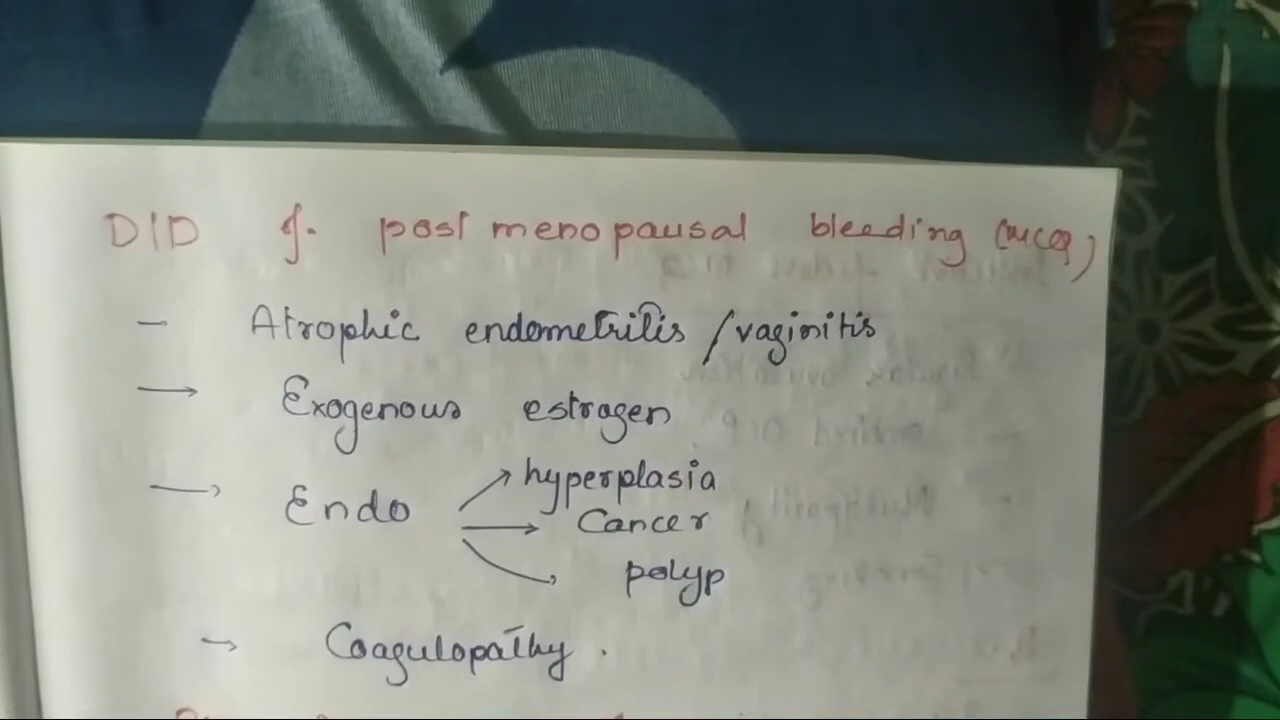 D|D of. post menopausal bleeding (MCQ)
- Atrophic endometritis / vaginitis
→ Exogenous estrogen
→ Endo → hyperplasia
→ Cancer
→ polyp
→ Coagulopathy.